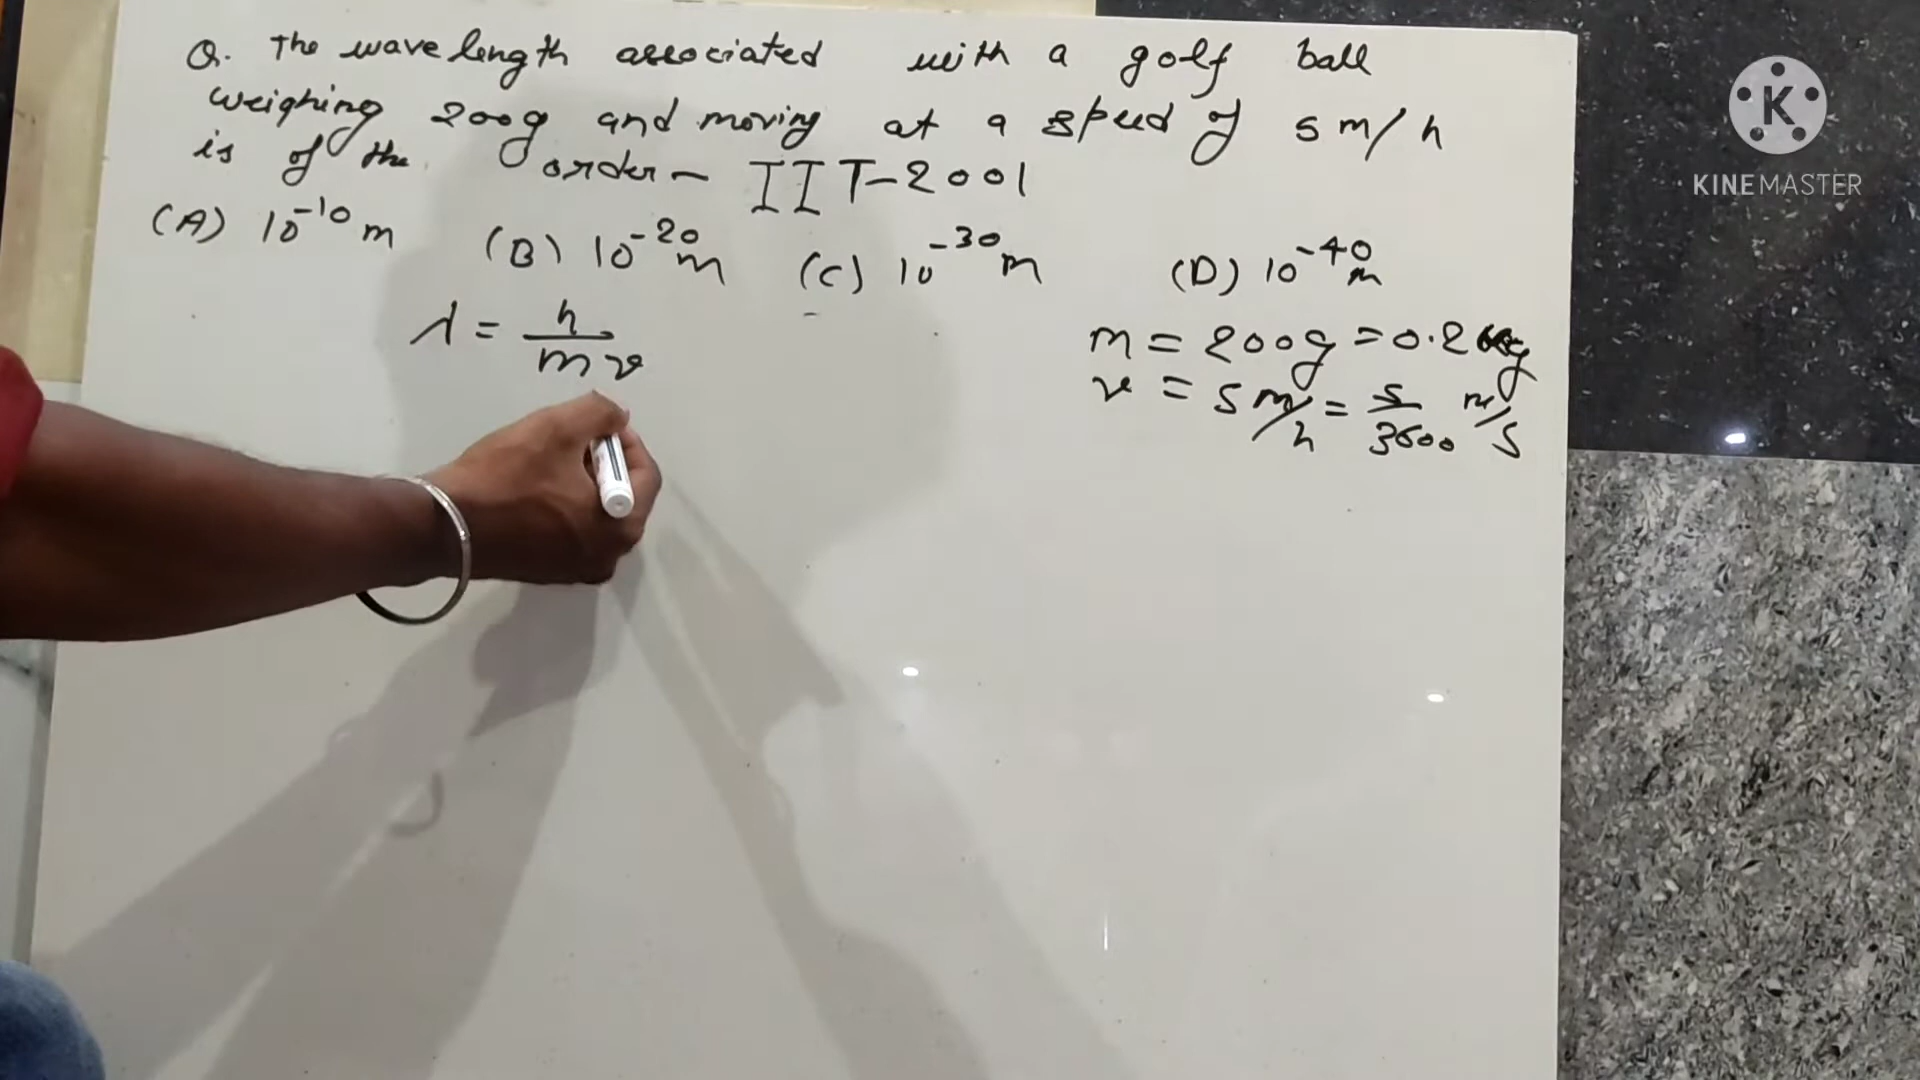 Q. The wavelength associated with a golf ball
weighing 200g and moving at a speed of 5 m/h
is of the order – IIT-2001
(A) 10⁻¹⁰ m (B) 10⁻²⁰ m (C) 10⁻³⁰ m (D) 10⁻⁴⁰ m
λ = h/mv
m = 200g = 0.2 kg
v = 5 m/h = 5/3600 m/s
K
KINEMASTER